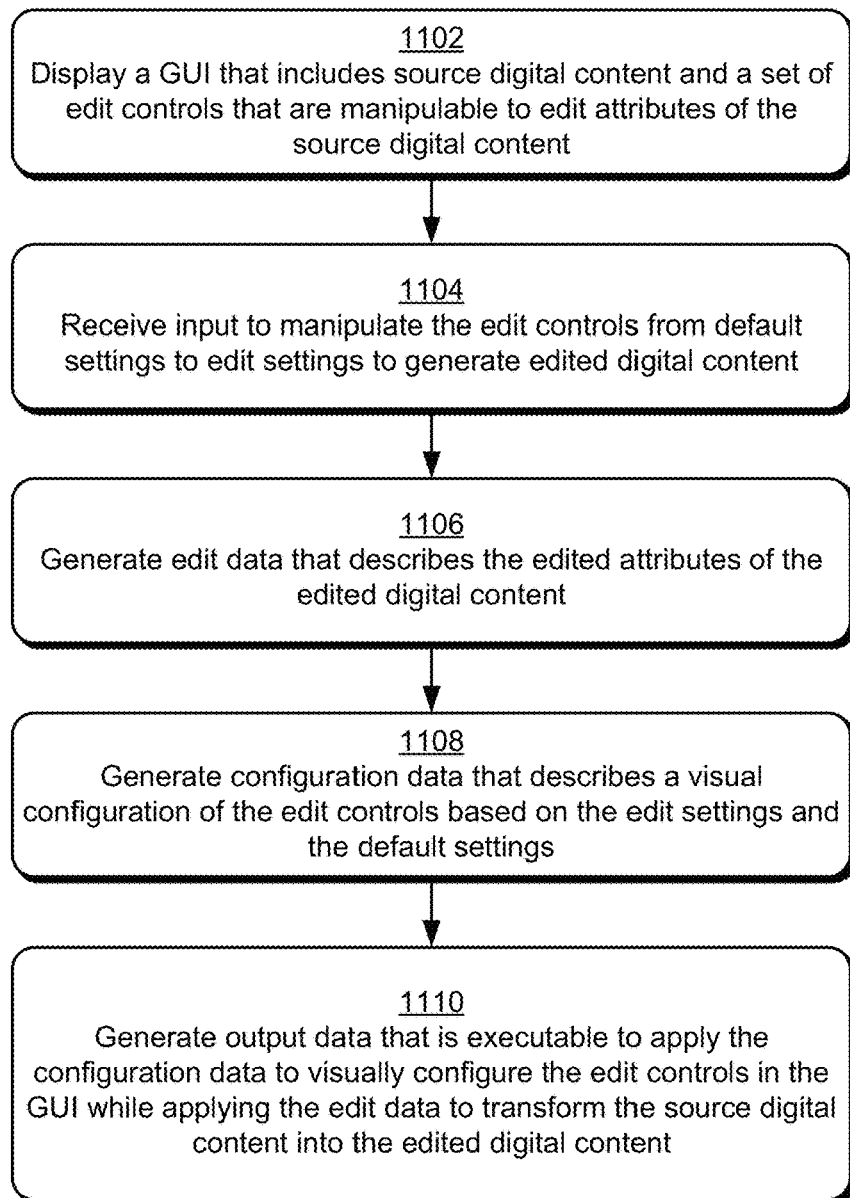 1102
Display a GUI that includes source digital content and a set of
edit controls that are manipulable to edit attributes of the
source digital content
1104
Receive input to manipulate the edit controls from default
settings to edit settings to generate edited digital content
1106
Generate edit data that describes the edited attributes of the
edited digital content
1108
Generate configuration data that describes a visual
configuration of the edit controls based on the edit settings and
the default settings
1110
Generate output data that is executable to apply the
configuration data to visually configure the edit controls in the
GUI while applying the edit data to transform the source digital
content into the edited digital content